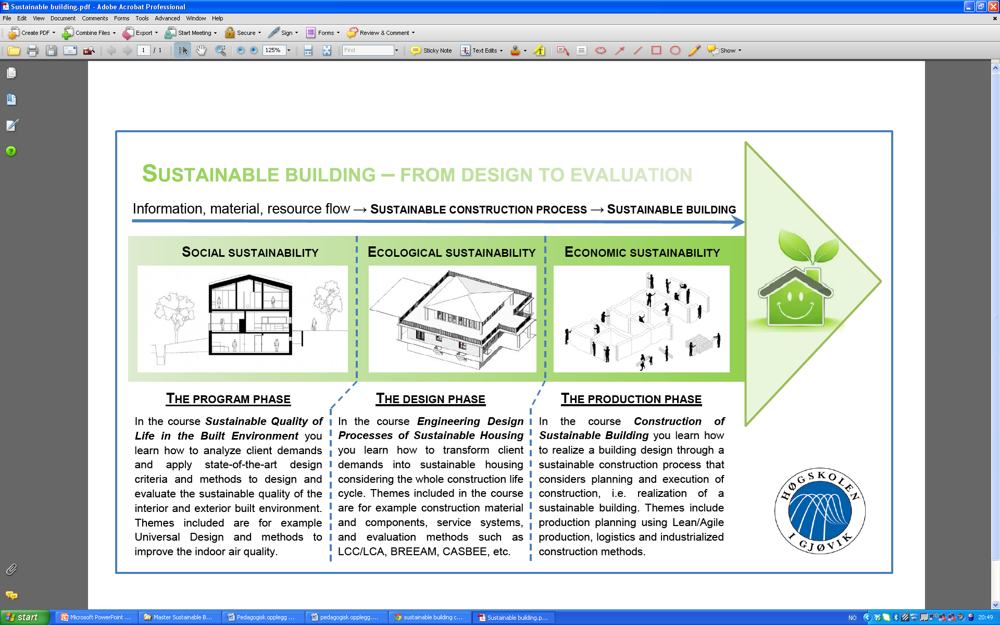 Sustainable building.pdf - Adobe Acrobat Professional
File Edit View Document Comments Forms Tools Advanced Window Help
Create PDF Combine Files Export Start Meeting Secure Sign Forms Review & Comment
1 / 1 125% Find Sticky Note Text Edits Show
SUSTAINABLE BUILDING – FROM DESIGN TO EVALUATION
Information, material, resource flow → SUSTAINABLE CONSTRUCTION PROCESS → SUSTAINABLE BUILDING
SOCIAL SUSTAINABILITY
ECOLOGICAL SUSTAINABILITY
ECONOMIC SUSTAINABILITY
THE PROGRAM PHASE
In the course Sustainable Quality of
Life in the Built Environment you
learn how to analyze client demands
and apply state-of-the-art design
criteria and methods to design and
evaluate the sustainable quality of the
interior and exterior built environment.
Themes included are for example
Universal Design and methods to
improve the indoor air quality.
THE DESIGN PHASE
In the course Engineering Design
Processes of Sustainable Housing
you learn how to transform client
demands into sustainable housing
considering the whole construction life
cycle. Themes included in the course
are for example construction material
and components, service systems,
and evaluation methods such as
LCC/LCA, BREEAM, CASBEE, etc.
THE PRODUCTION PHASE
In the course Construction of
Sustainable Building you learn how
to realize a building design through a
sustainable construction process that
considers planning and execution of
construction, i.e. realization of a
sustainable building. Themes include
production planning using Lean/Agile
production, logistics and industrialized
construction methods.
HØGSKOLEN
I GJØVIK
start Microsoft PowerPoint ... Master Sustainable B... Pedagogisk opplegg ... pedagogisk opplegg.... sustainable building c... Sustainable building.p... NO 20:49